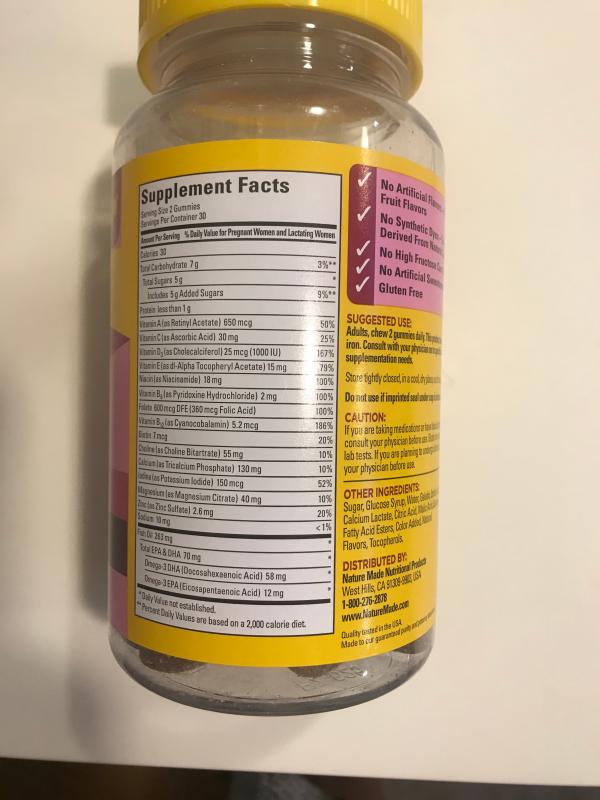 Supplement Facts
Serving Size 2 Gummies
Servings Per Container 30
Amount Per Serving % Daily Value for Pregnant Women and Lactating Women
Calories 30
Total Carbohydrate 7 g 3%**
Total Sugars 5 g *
Includes 5 g Added Sugars 9%**
Protein less than 1 g
Vitamin A (as Retinyl Acetate) 650 mcg 50%
Vitamin C (as Ascorbic Acid) 30 mg 25%
Vitamin D3 (as Cholecalciferol) 25 mcg (1000 IU) 167%
Vitamin E (as dl-Alpha Tocopheryl Acetate) 15 mg 79%
Niacin (as Niacinamide) 18 mg 100%
Vitamin B6 (as Pyridoxine Hydrochloride) 2 mg 100%
Folate 600 mcg DFE (360 mcg Folic Acid) 100%
Vitamin B12 (as Cyanocobalamin) 5.2 mcg 186%
Biotin 7 mcg 20%
Choline (as Choline Bitartrate) 55 mg 10%
Calcium (as Tricalcium Phosphate) 130 mg 10%
Iodine (as Potassium Iodide) 150 mcg 52%
Magnesium (as Magnesium Citrate) 40 mg 10%
Zinc (as Zinc Sulfate) 2.6 mg 20%
Sodium 10 mg <1%
Fish Oil 263 mg *
Total EPA & DHA 70 mg *
Omega-3 DHA (Docosahexaenoic Acid) 58 mg *
Omega-3 EPA (Eicosapentaenoic Acid) 12 mg *
* Daily Value not established.
** Percent Daily Values are based on a 2,000 calorie diet.
No Artificial
Fruit Flavors
No Synthetic
Derived From
No High Fructose
No Artificial
Gluten Free
SUGGESTED USE:
Adults, chew 2 gummies daily. This
iron. Consult with your physician
supplementation needs.
Store tightly closed, in a cool, dry
Do not use if imprinted seal under
CAUTION:
If you are taking medications or
consult your physician before use.
lab tests. If you are planning to
your physician before use.
OTHER INGREDIENTS:
Sugar, Glucose Syrup, Water, Gelatin,
Calcium Lactate, Citric Acid,
Fatty Acid Esters, Color Added, Natural
Flavors, Tocopherols.
DISTRIBUTED BY:
Nature Made Nutritional Products
West Hills, CA 91309-9903, USA
1-800-276-2878
www.NatureMade.com
Quality tested in the USA
Made to our guaranteed purity and